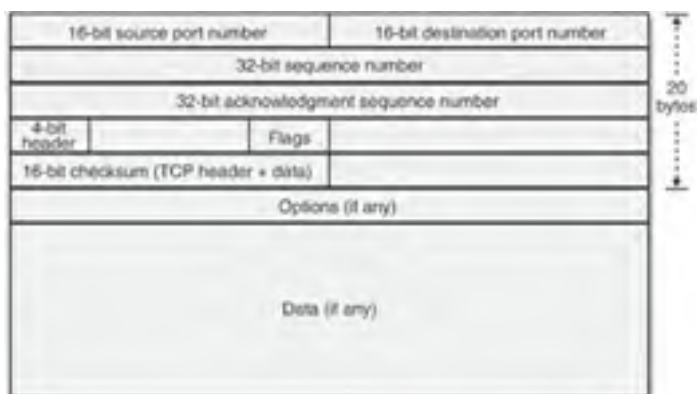 16-bit source port number
16-bit destination port number
32-bit sequence number
32-bit acknowledgment sequence number
4-bit
header
Flags
16-bit checksum (TCP header + data)
Options (if any)
Data (if any)
20
bytes